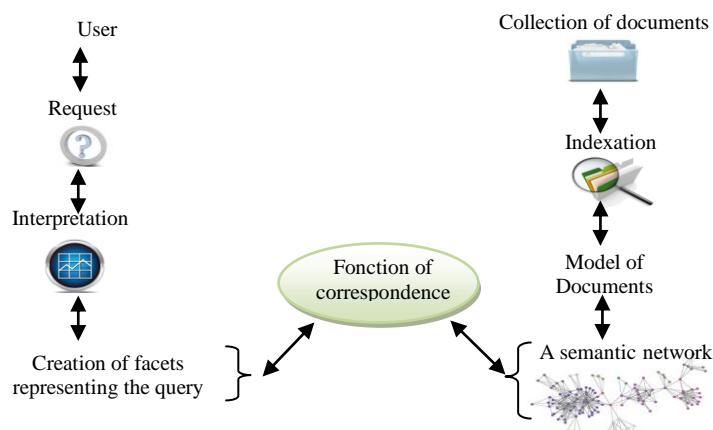 User
Request
Interpretation
Creation of facets
representing the query
Fonction of
correspondence
Collection of documents
Indexation
Model of
Documents
A semantic network